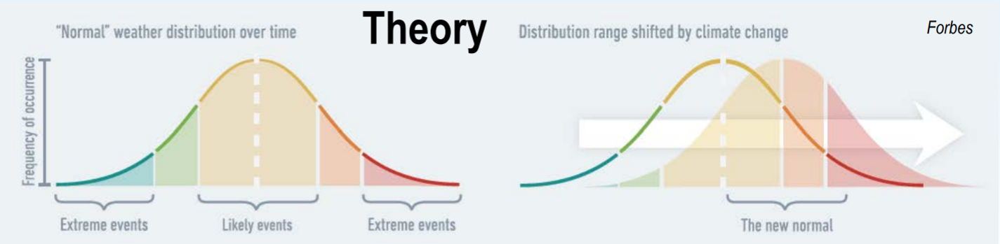 Theory
"Normal" weather distribution over time
Frequency of occurrence
Extreme events
Likely events
Extreme events
Distribution range shifted by climate change
Forbes
The new normal